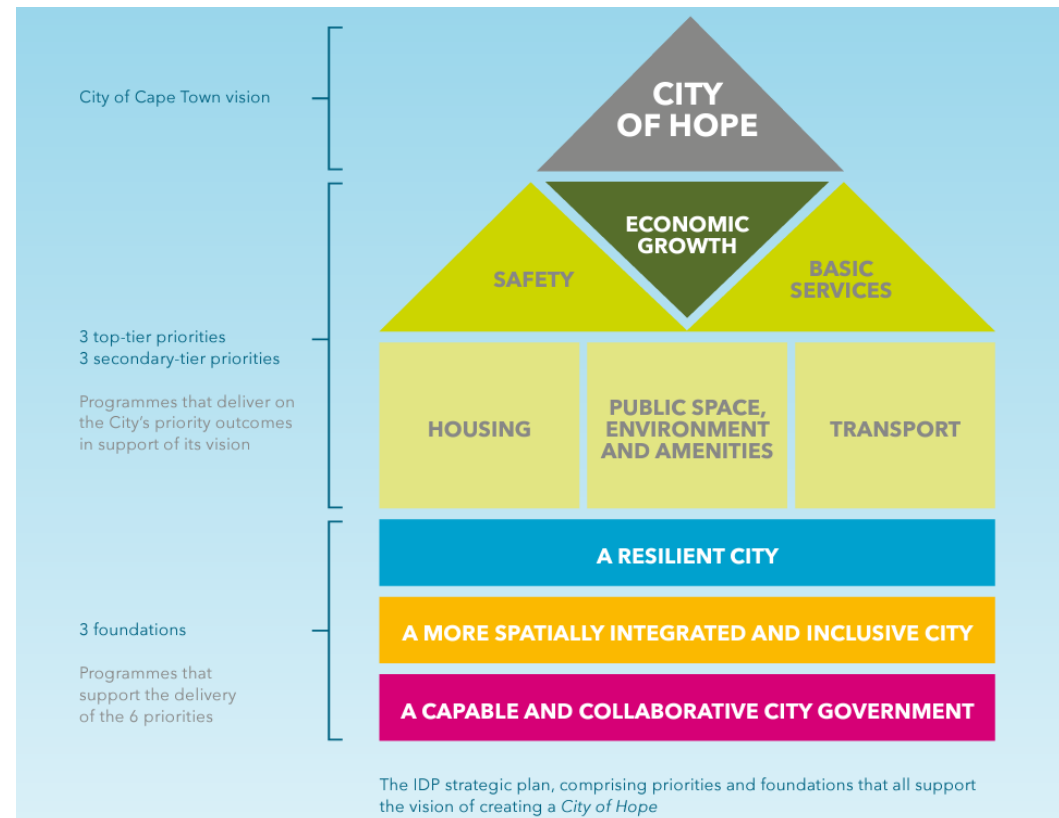 City of Cape Town vision
CITY
OF HOPE
ECONOMIC
GROWTH
SAFETY
BASIC
SERVICES
3 top-tier priorities
3 secondary-tier priorities
Programmes that deliver on
the City’s priority outcomes
in support of its vision
HOUSING
PUBLIC SPACE,
ENVIRONMENT
AND AMENITIES
TRANSPORT
A RESILIENT CITY
3 foundations
Programmes that
support the delivery
of the 6 priorities
A MORE SPATIALLY INTEGRATED AND INCLUSIVE CITY
A CAPABLE AND COLLABORATIVE CITY GOVERNMENT
The IDP strategic plan, comprising priorities and foundations that all support
the vision of creating a City of Hope